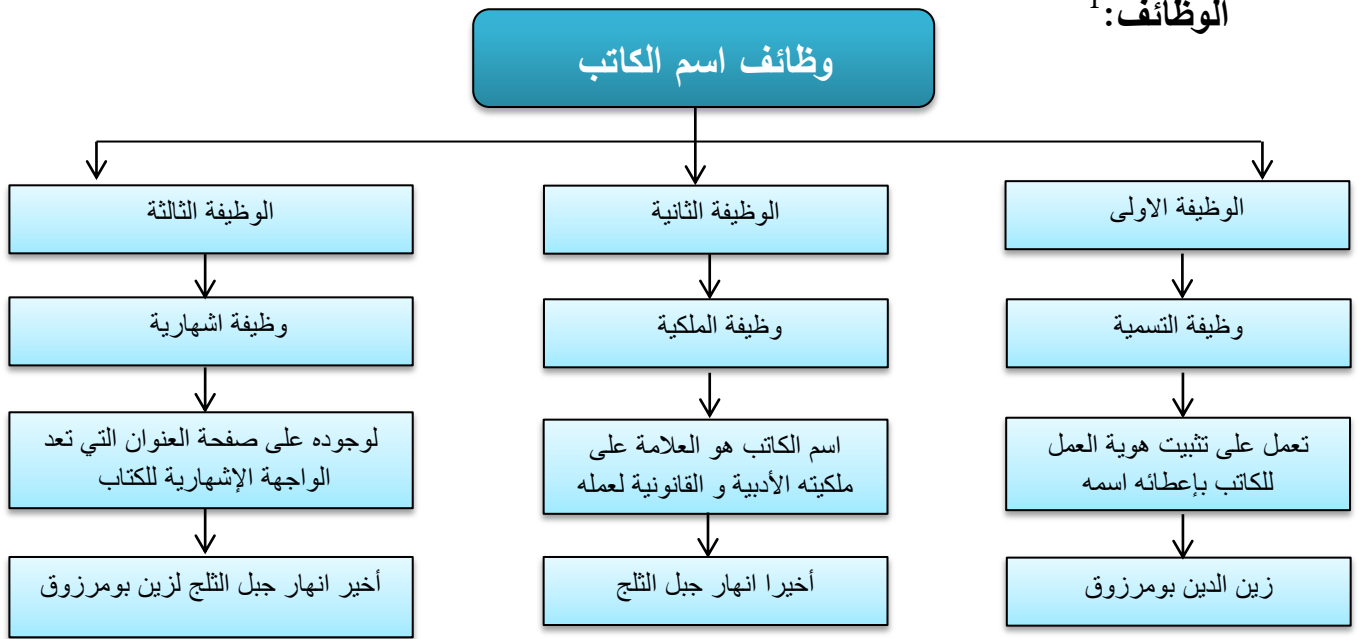 الوظائف:1
وظائف اسم الكاتب
الوظيفة الاولى
وظيفة التسمية
تعمل على تثبيت هوية العمل
للكاتب بإعطائه اسمه
زين الدين بومرزوق
الوظيفة الثانية
وظيفة الملكية
اسم الكاتب هو العلامة على
ملكيته الأدبية و القانونية لعمله
أخيرا انهار جبل الثلج
الوظيفة الثالثة
وظيفة اشهارية
لوجوده على صفحة العنوان التي تعد
الواجهة الإشهارية للكتاب
أخير انهار جبل الثلج لزين بومرزوق